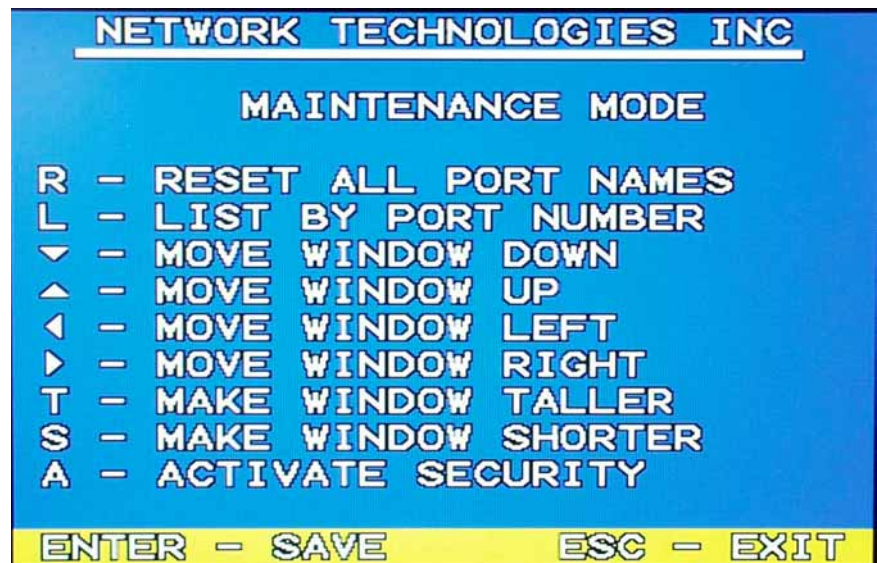 NETWORK TECHNOLOGIES INC
MAINTENANCE MODE
R - RESET ALL PORT NAMES
L - LIST BY PORT NUMBER
▼ - MOVE WINDOW DOWN
▲ - MOVE WINDOW UP
◀ - MOVE WINDOW LEFT
▶ - MOVE WINDOW RIGHT
T - MAKE WINDOW TALLER
S - MAKE WINDOW SHORTER
A - ACTIVATE SECURITY
ENTER - SAVE ESC - EXIT